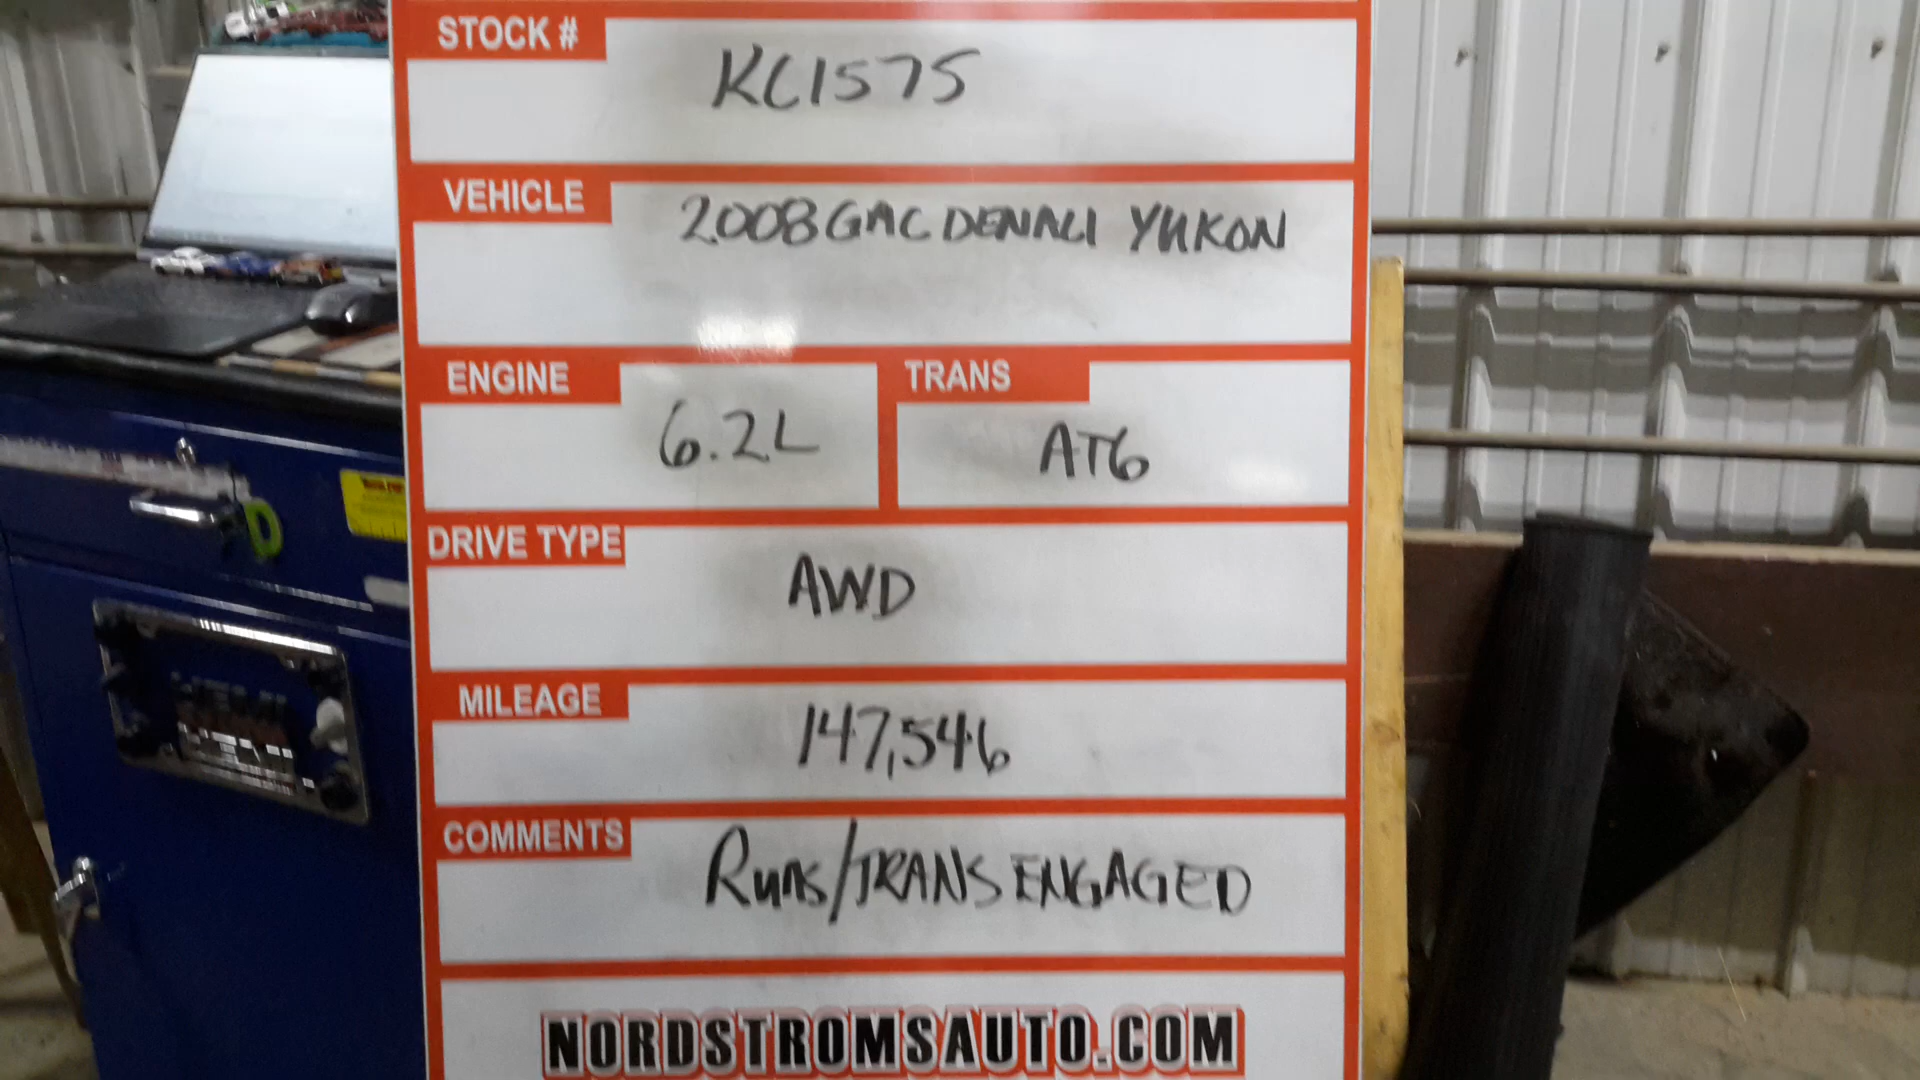 STOCK #
KC1575
VEHICLE
2008 GMC DENALI YUKON
ENGINE
6.2L
TRANS
AT6
DRIVE TYPE
AWD
MILEAGE
147,546
COMMENTS
Runs/TRANS ENGAGED
NORDSTROMSAUTO.COM
D